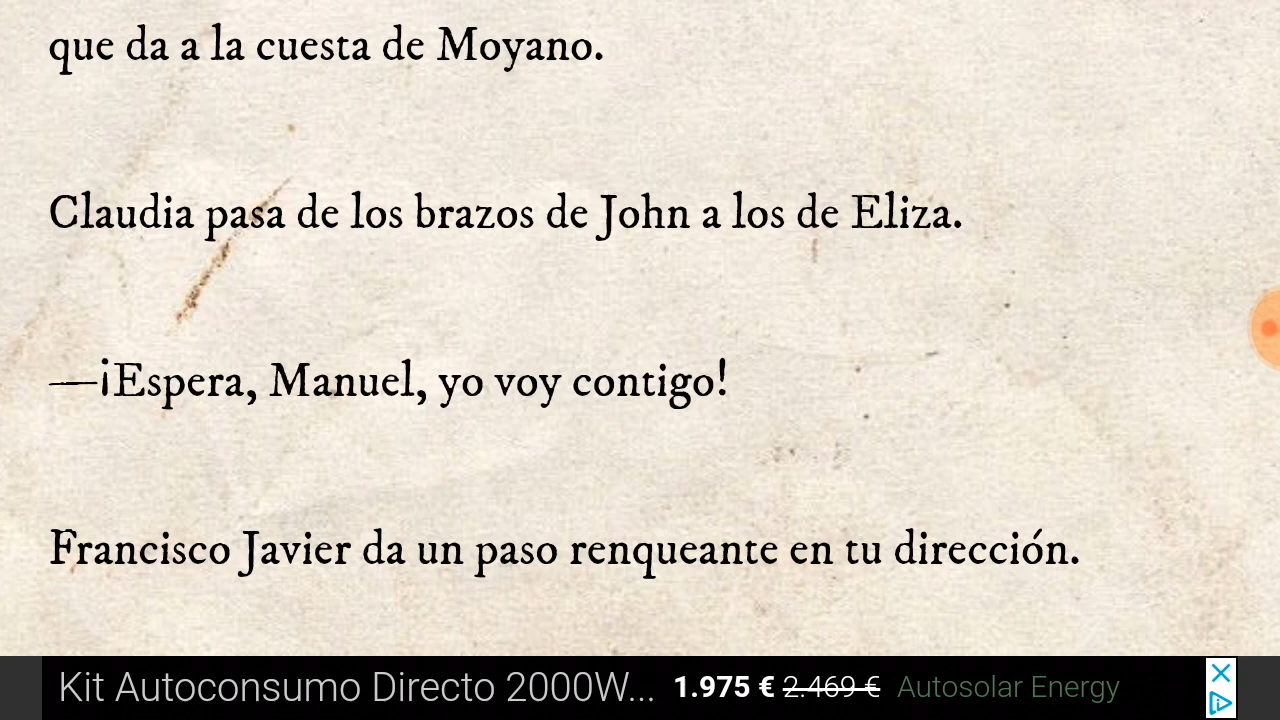 que da a la cuesta de Moyano.
Claudia pasa de los brazos de John a los de Eliza.
—¡Espera, Manuel, yo voy contigo!
Francisco Javier da un paso renqueante en tu dirección.
Kit Autoconsumo Directo 2000W... 1.975 € 2.469 € Autosolar Energy